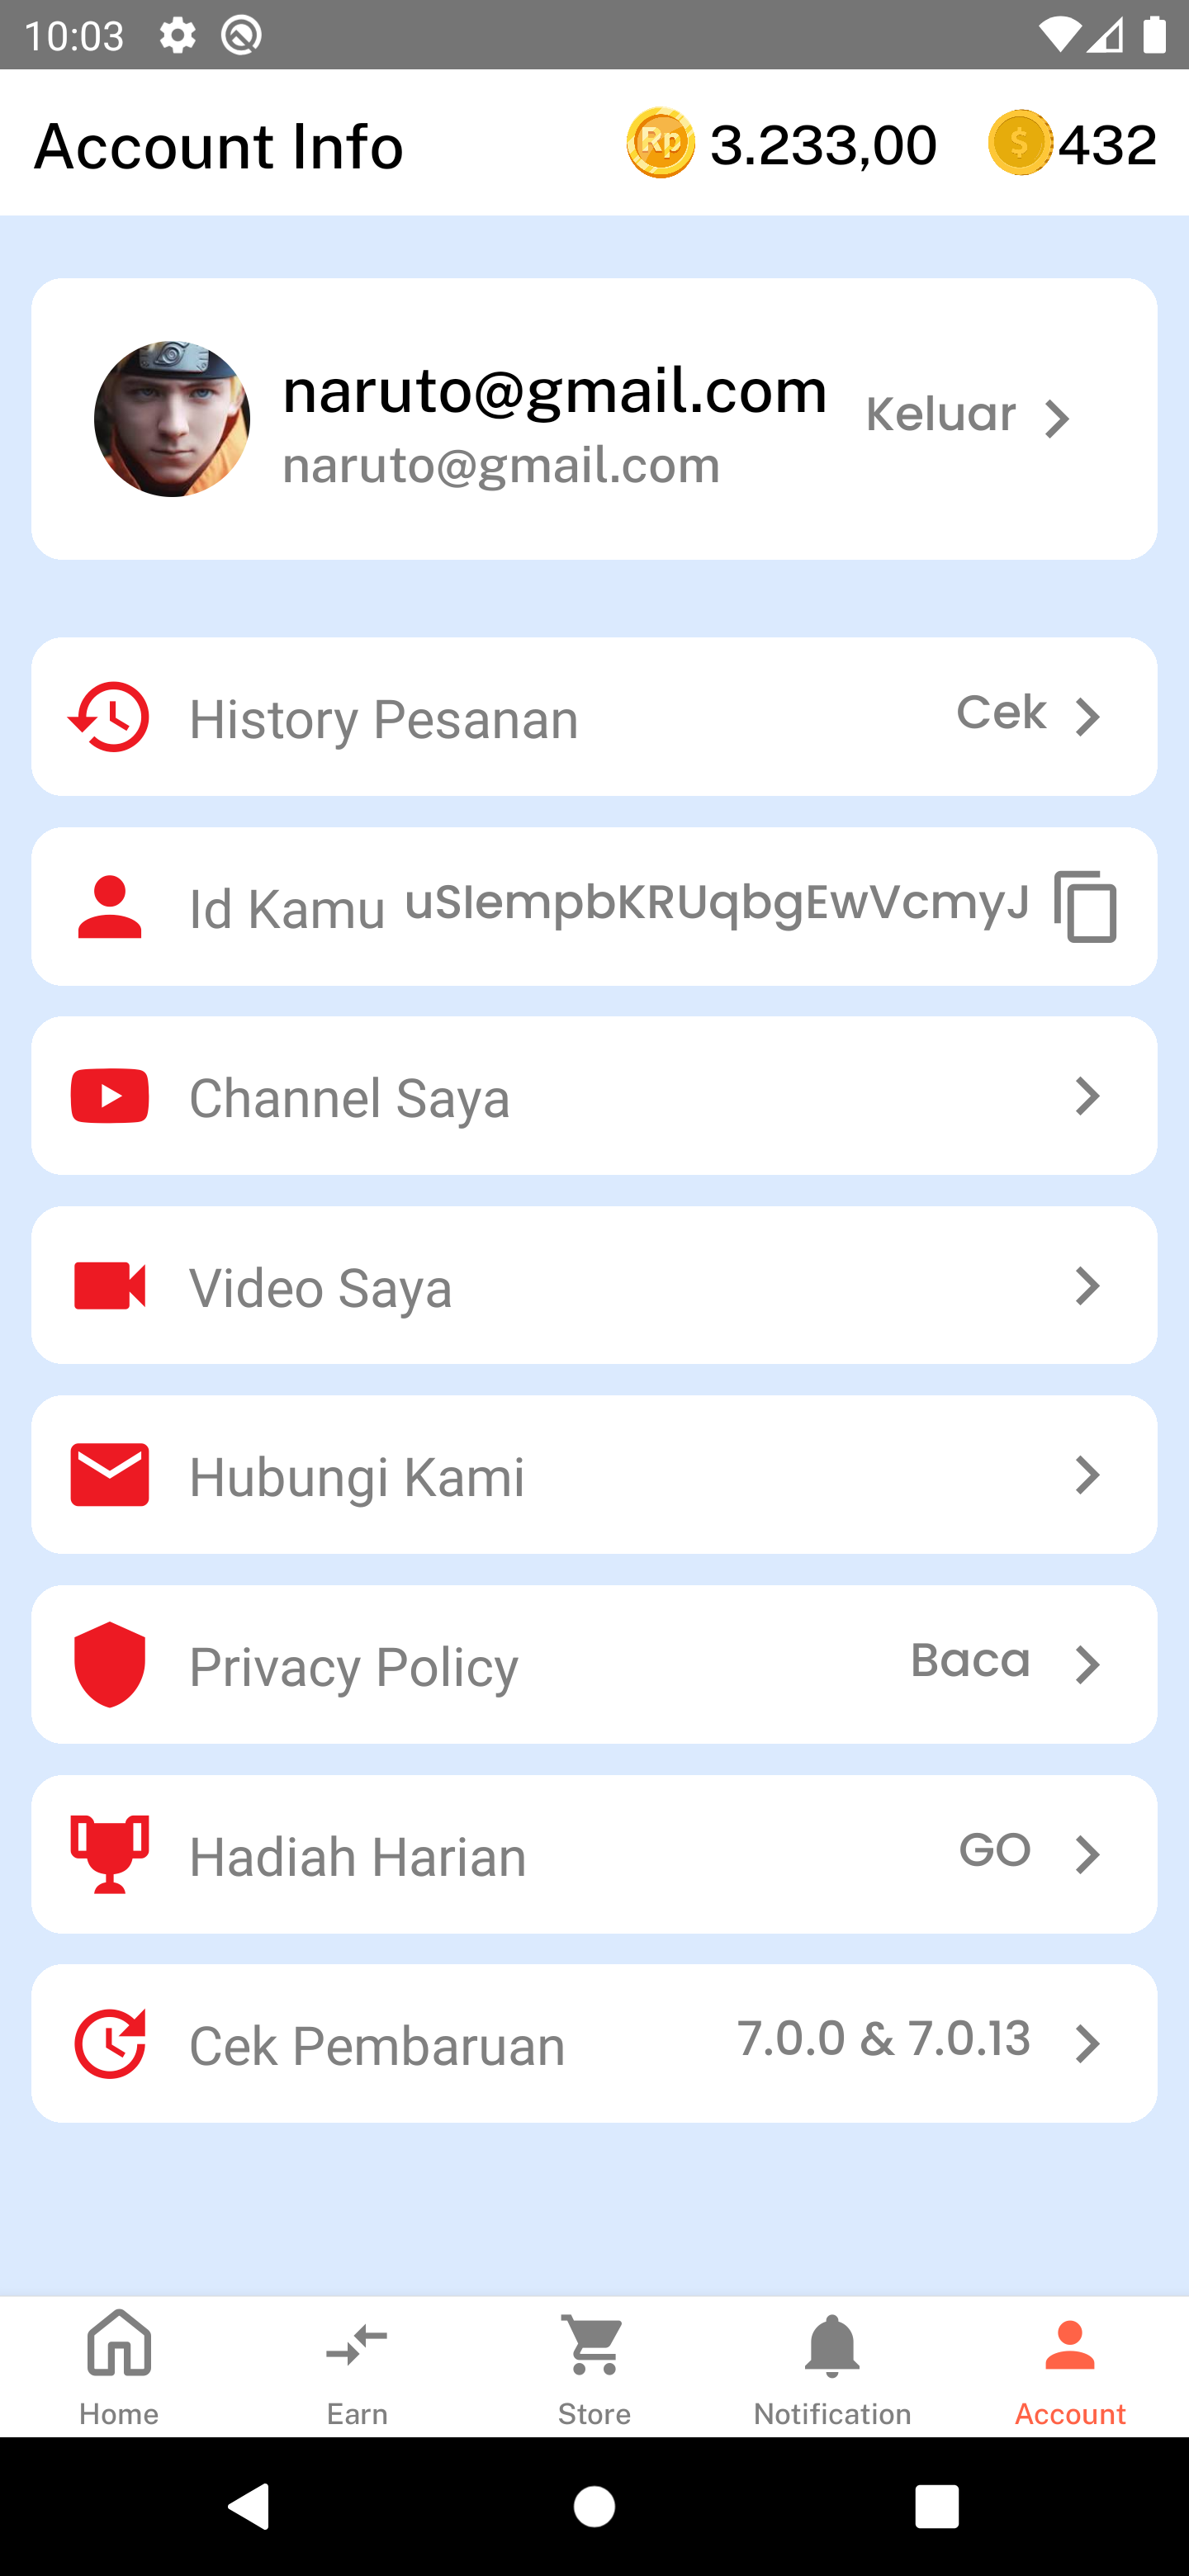 10:03
Account Info Rp 3.233,00 $ 432
naruto@gmail.com
naruto@gmail.com
Keluar
History Pesanan Cek
Id Kamu uSIempbKRUqbgEwVcmyJ
Channel Saya
Video Saya
Hubungi Kami
Privacy Policy Baca
Hadiah Harian GO
Cek Pembaruan 7.0.0 & 7.0.13
Home Earn Store Notification Account